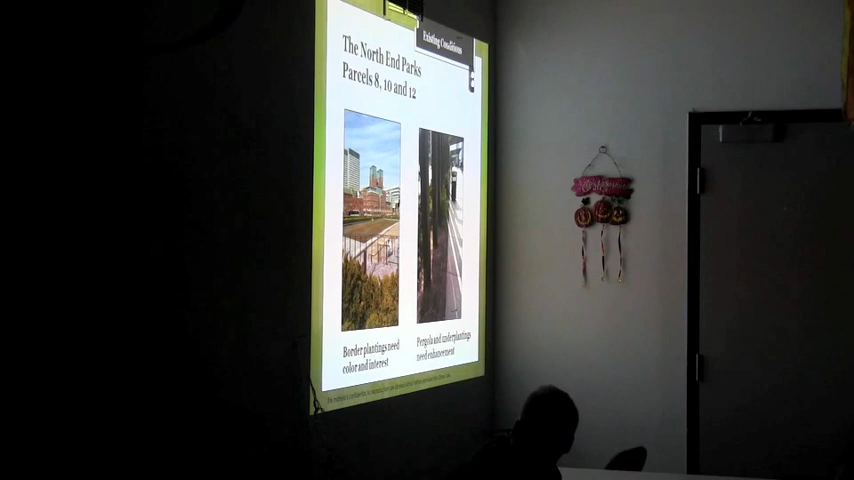 Existing Conditions
The North End Parks
Parcels 8, 10 and 12
Border plantings need
color and interest
Pergola and underplantings
need enhancement